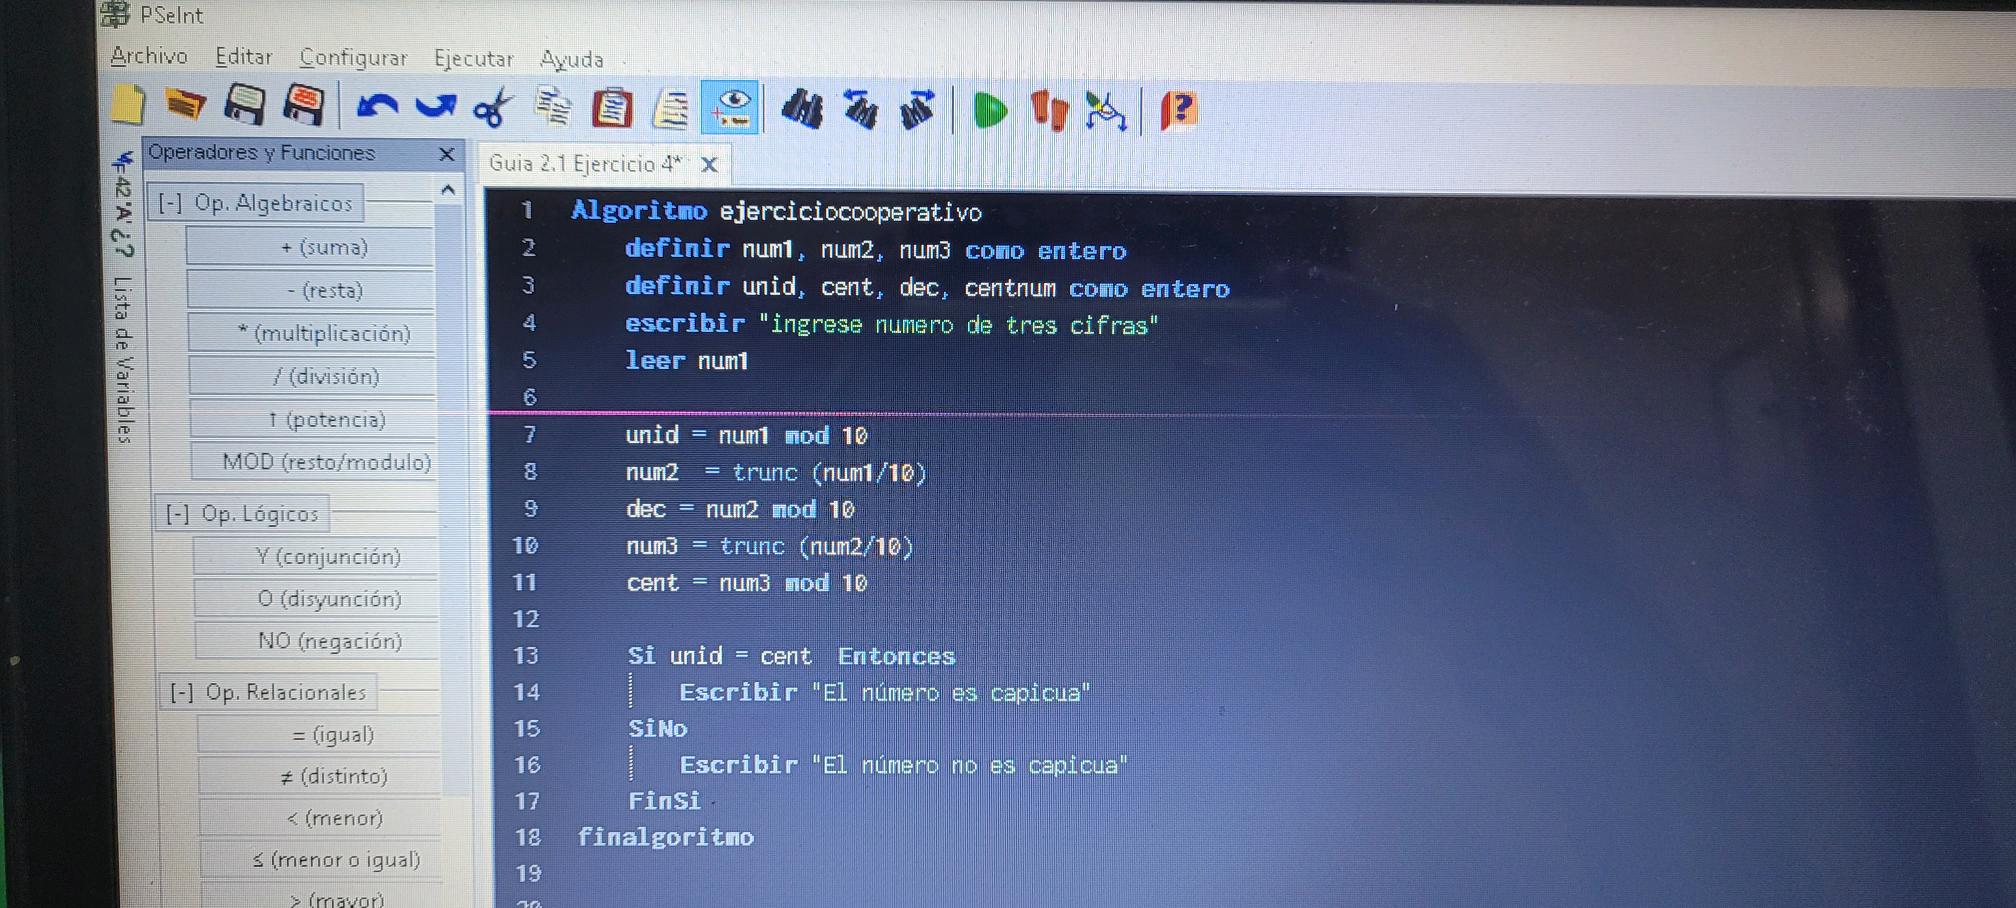 PSeInt
Archivo Editar Configurar Ejecutar Ayuda
Operadores y Funciones
Guia 2.1 Ejercicio 4*
Lista de Variables
[-] Op. Algebraicos
+ (suma)
- (resta)
* (multiplicación)
/ (división)
↑ (potencia)
MOD (resto/modulo)
[-] Op. Lógicos
Y (conjunción)
O (disyunción)
NO (negación)
[-] Op. Relacionales
= (igual)
≠ (distinto)
< (menor)
≤ (menor o igual)
> (mayor)
1 Algoritmo ejerciciocooperativo
2 definir num1, num2, num3 como entero
3 definir unid, cent, dec, centnum como entero
4 escribir "ingrese numero de tres cifras"
5 leer num1
6
7 unid = num1 mod 10
8 num2 = trunc (num1/10)
9 dec = num2 mod 10
10 num3 = trunc (num2/10)
11 cent = num3 mod 10
12
13 Si unid = cent Entonces
14 Escribir "El número es capicua"
15 SiNo
16 Escribir "El número no es capicua"
17 FinSi
18 finalgoritmo
19